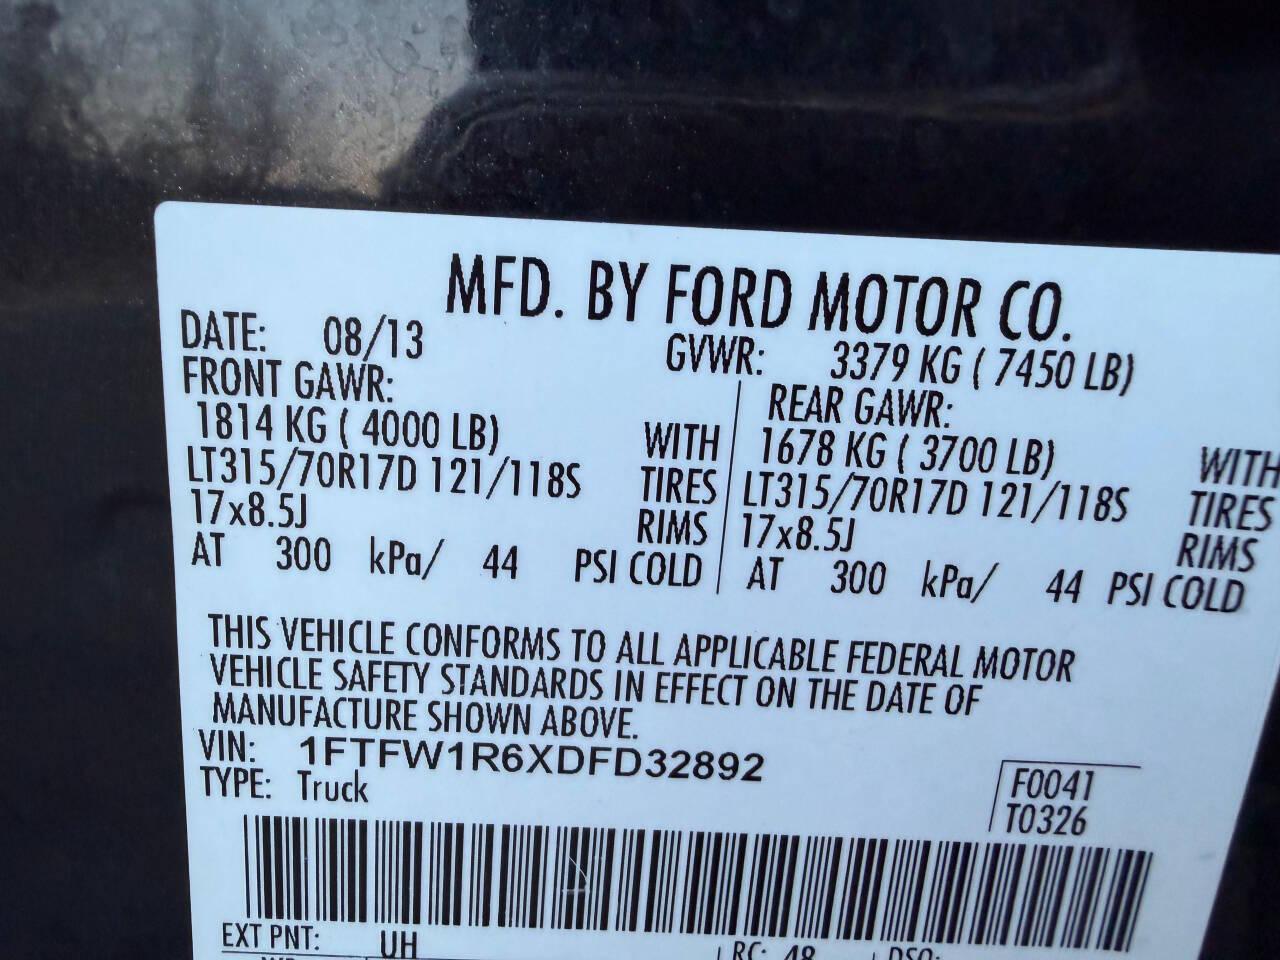 MFD. BY FORD MOTOR CO.
DATE: 08/13 GVWR: 3379 KG ( 7450 LB)
FRONT GAWR: REAR GAWR:
1814 KG ( 4000 LB) WITH 1678 KG ( 3700 LB) WITH
LT315/70R17D 121/118S TIRES LT315/70R17D 121/118S TIRES
17x8.5J RIMS 17x8.5J RIMS
AT 300 kPa/ 44 PSI COLD AT 300 kPa/ 44 PSI COLD
THIS VEHICLE CONFORMS TO ALL APPLICABLE FEDERAL MOTOR
VEHICLE SAFETY STANDARDS IN EFFECT ON THE DATE OF
MANUFACTURE SHOWN ABOVE.
VIN: 1FTFW1R6XDFD32892 F0041
TYPE: Truck T0326
EXT PNT: UH RC: 48 DSO: